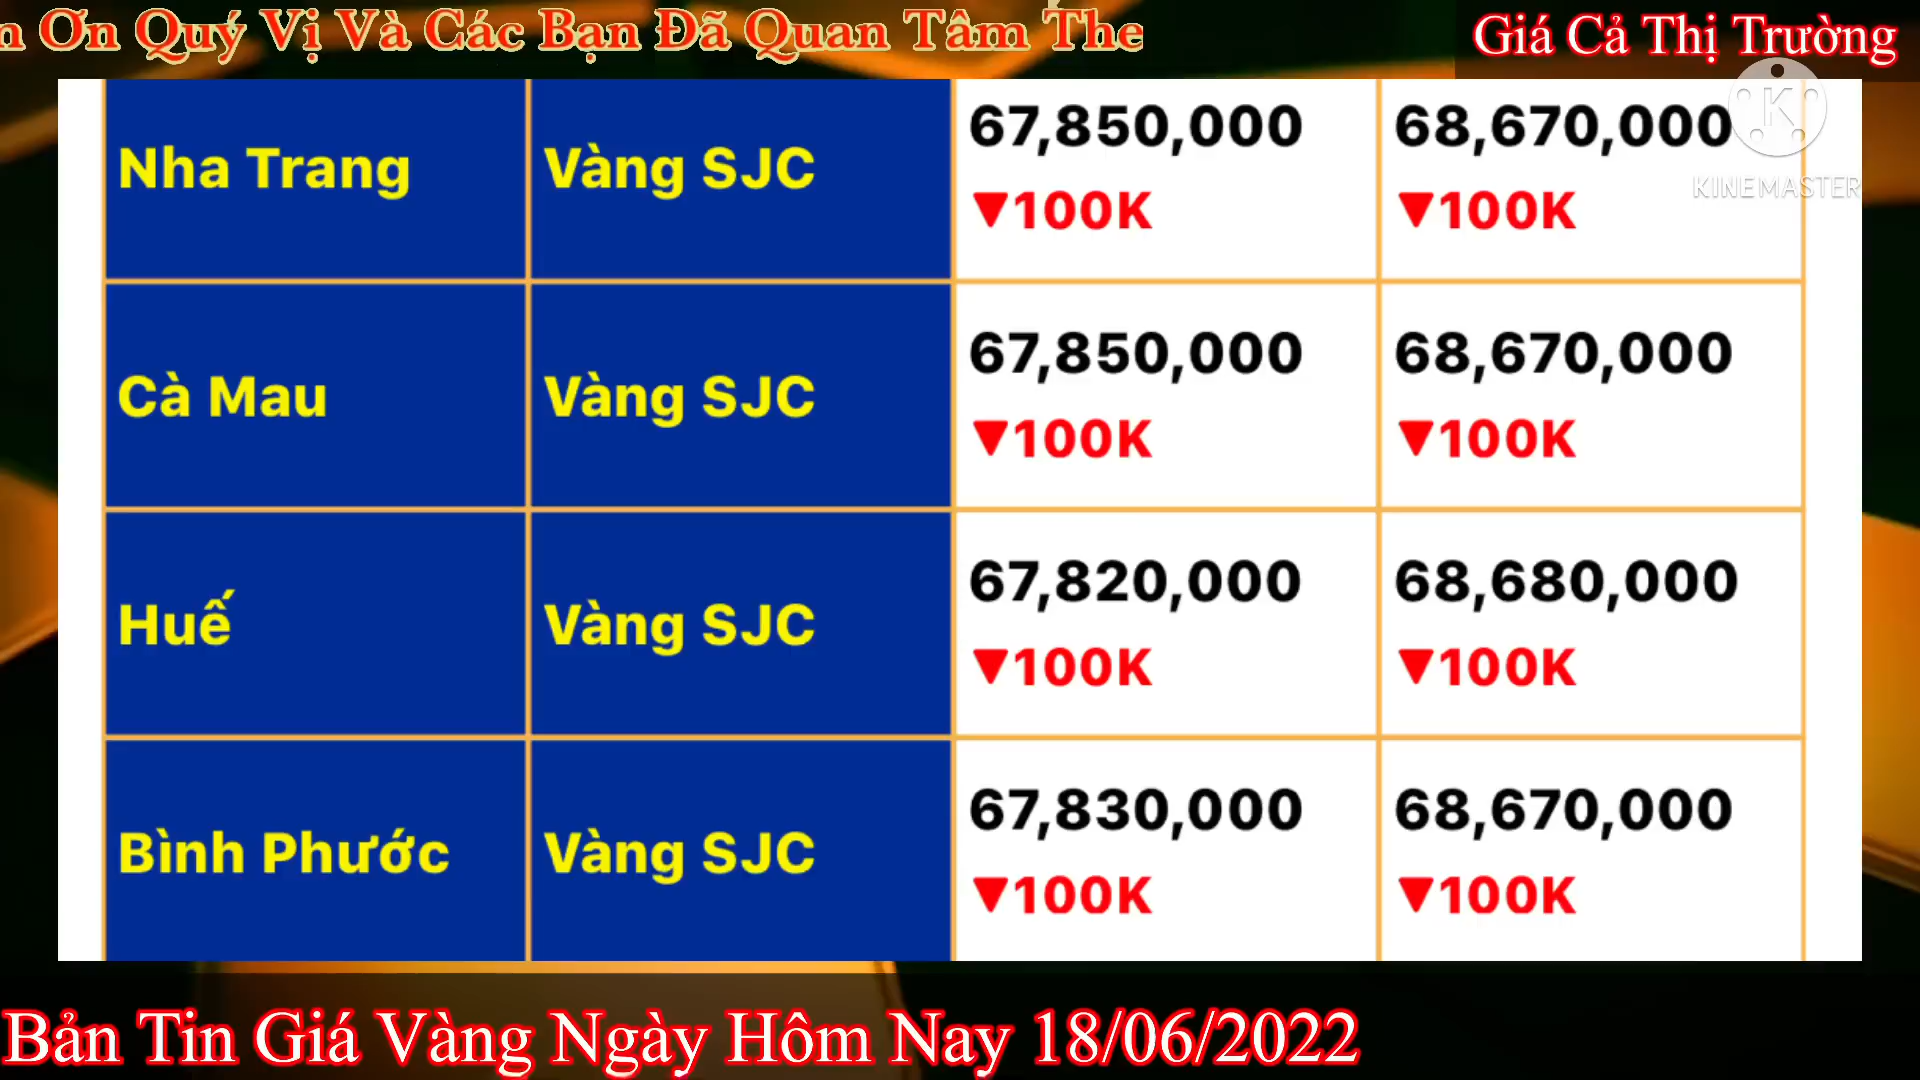 n Ơn Quý Vị Và Các Bạn Đã Quan Tâm The
Giá Cả Thị Trường
KINEMASTER
Nha Trang Vàng SJC 67,850,000 68,670,000
▼100K ▼100K
Cà Mau Vàng SJC 67,850,000 68,670,000
▼100K ▼100K
Huế Vàng SJC 67,820,000 68,680,000
▼100K ▼100K
Bình Phước Vàng SJC 67,830,000 68,670,000
▼100K ▼100K
Bản Tin Giá Vàng Ngày Hôm Nay 18/06/2022